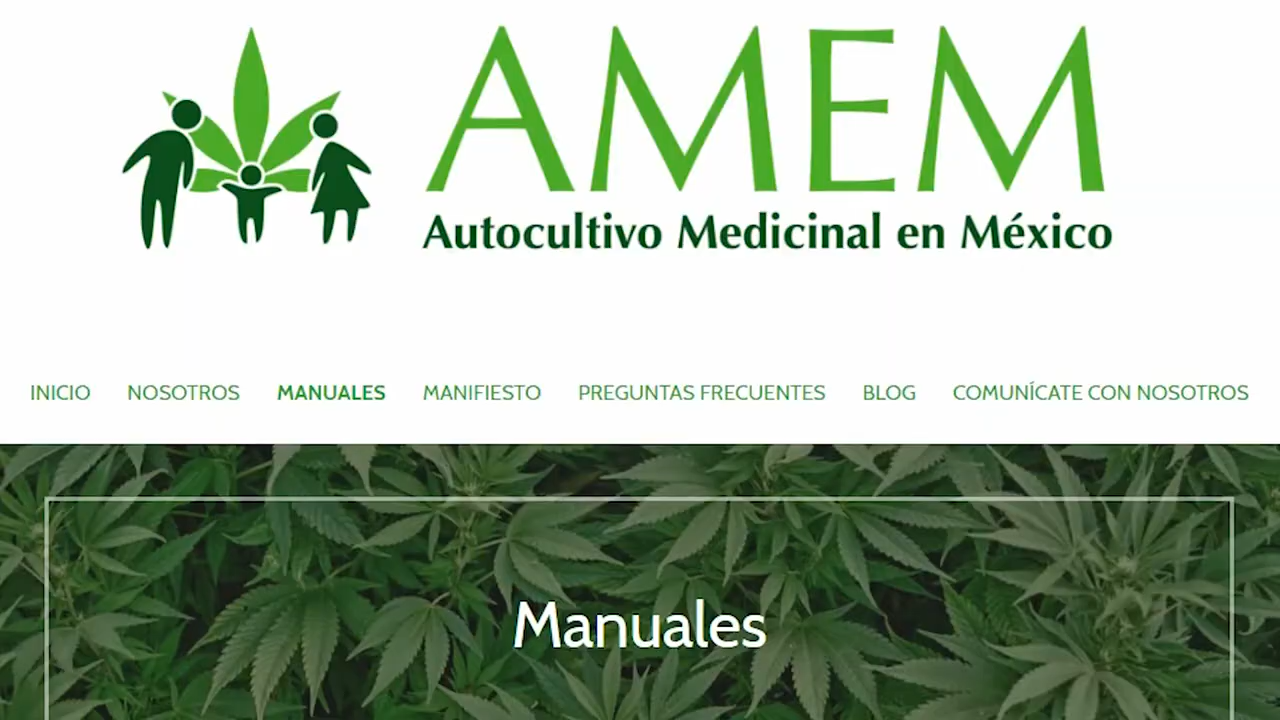 AMEM
Autocultivo Medicinal en México
INICIO NOSOTROS MANUALES MANIFIESTO PREGUNTAS FRECUENTES BLOG COMUNÍCATE CON NOSOTROS
Manuales